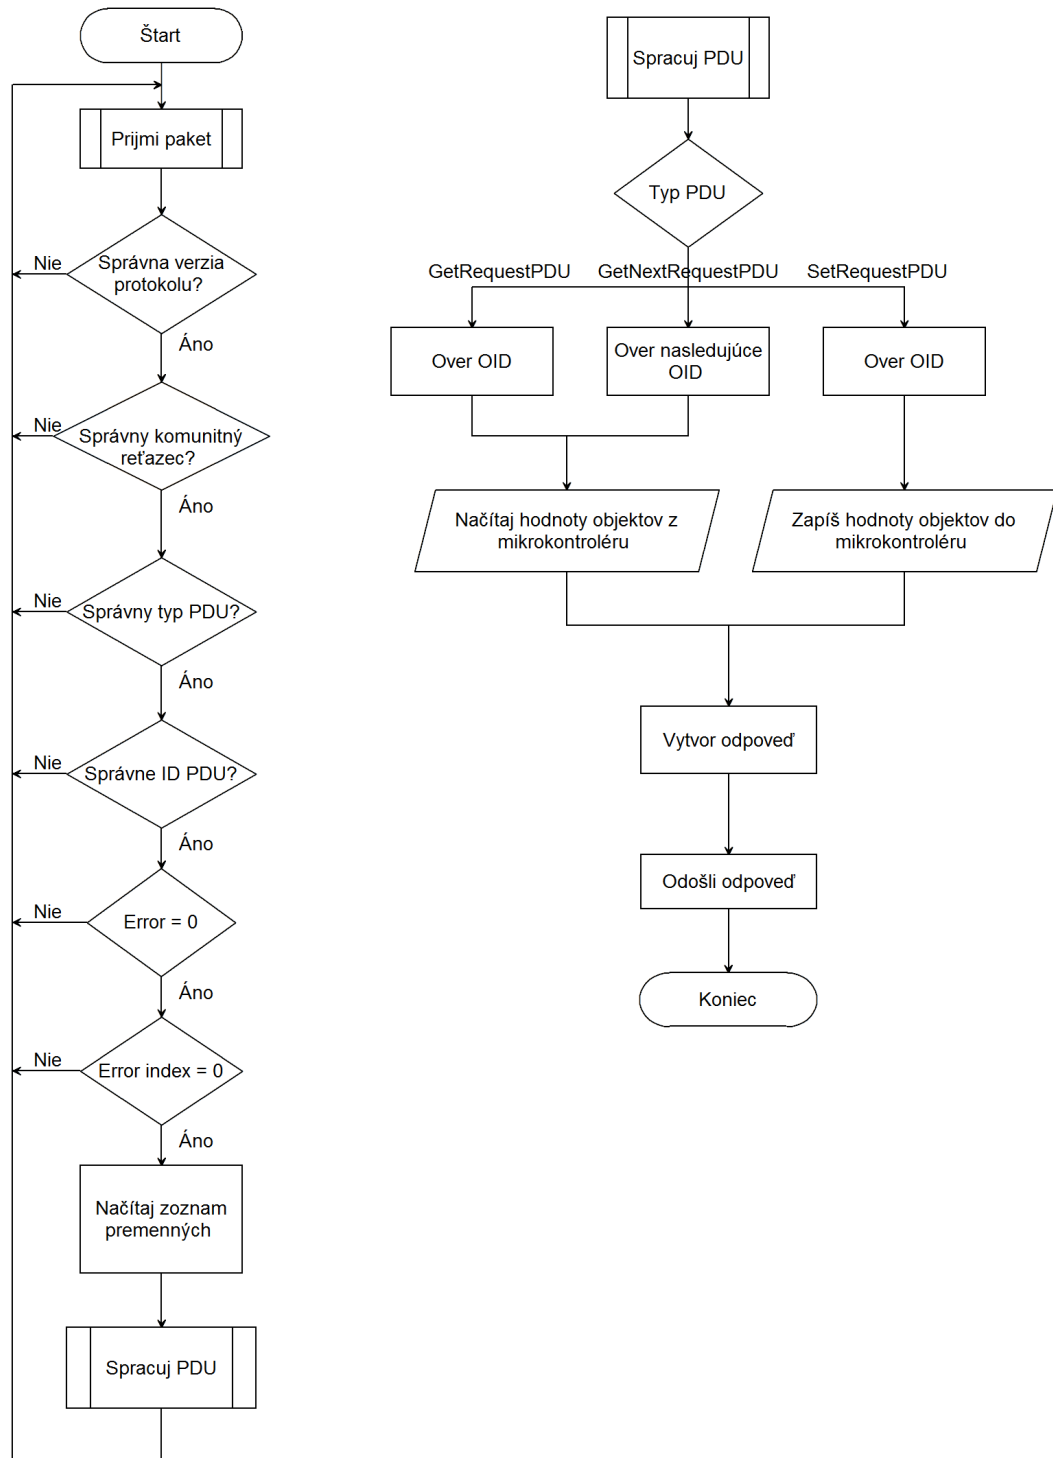 Štart
Prijmi paket
Správna verzia
protokolu?
Nie
Áno
Správny komunitný
reťazec?
Nie
Áno
Správny typ PDU?
Nie
Áno
Správne ID PDU?
Nie
Áno
Error = 0
Nie
Áno
Error index = 0
Nie
Áno
Načítaj zoznam
premenných
Spracuj PDU
Spracuj PDU
Typ PDU
GetRequestPDU
GetNextRequestPDU
SetRequestPDU
Over OID
Over nasledujúce
OID
Over OID
Načítaj hodnoty objektov z
mikrokontroléru
Zapíš hodnoty objektov do
mikrokontroléru
Vytvor odpoveď
Odošli odpoveď
Koniec